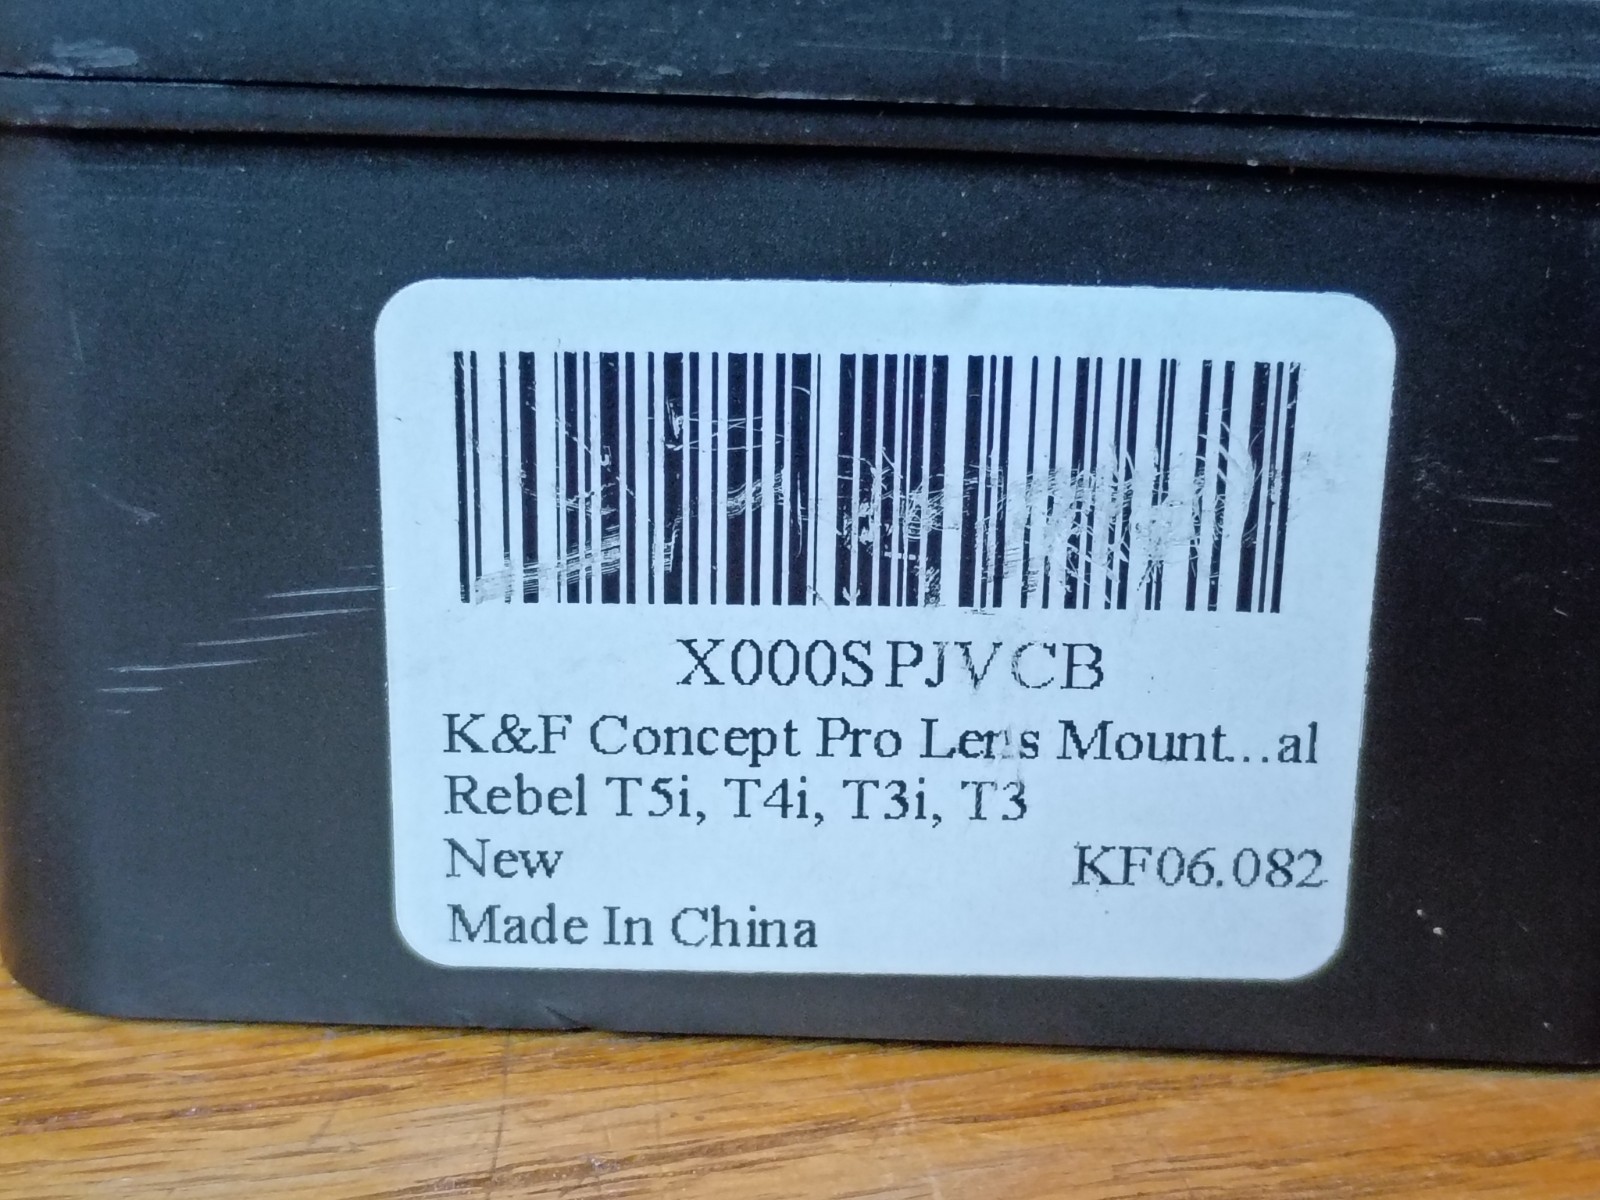 X000SPJVCB
K&F Concept Pro Lens Mount...al
Rebel T5i, T4i, T3i, T3
New KF06.082
Made In China